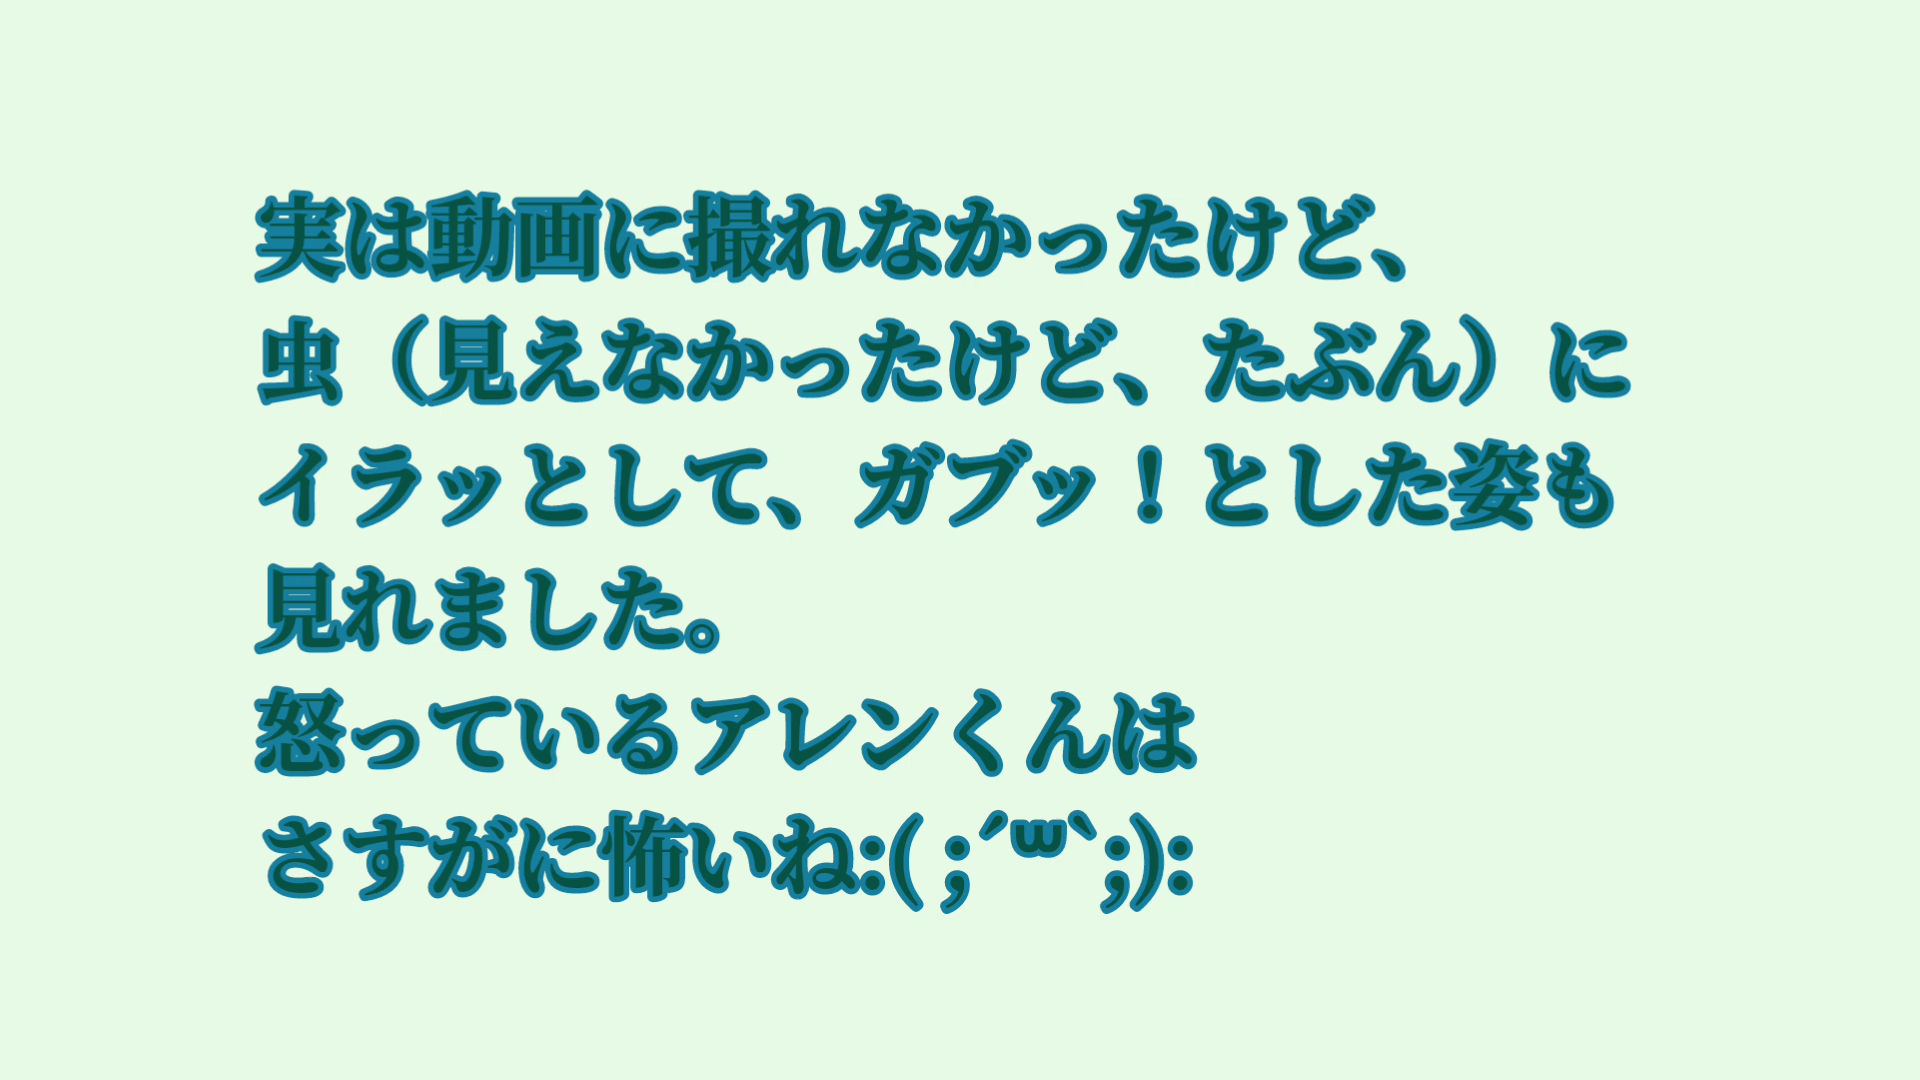 実は動画に撮れなかったけど、
虫（見えなかったけど、たぶん）に
イラッとして、ガブッ！とした姿も
見れました。
怒っているアレンくんは
さすがに怖いね:( ;´꒳`;):